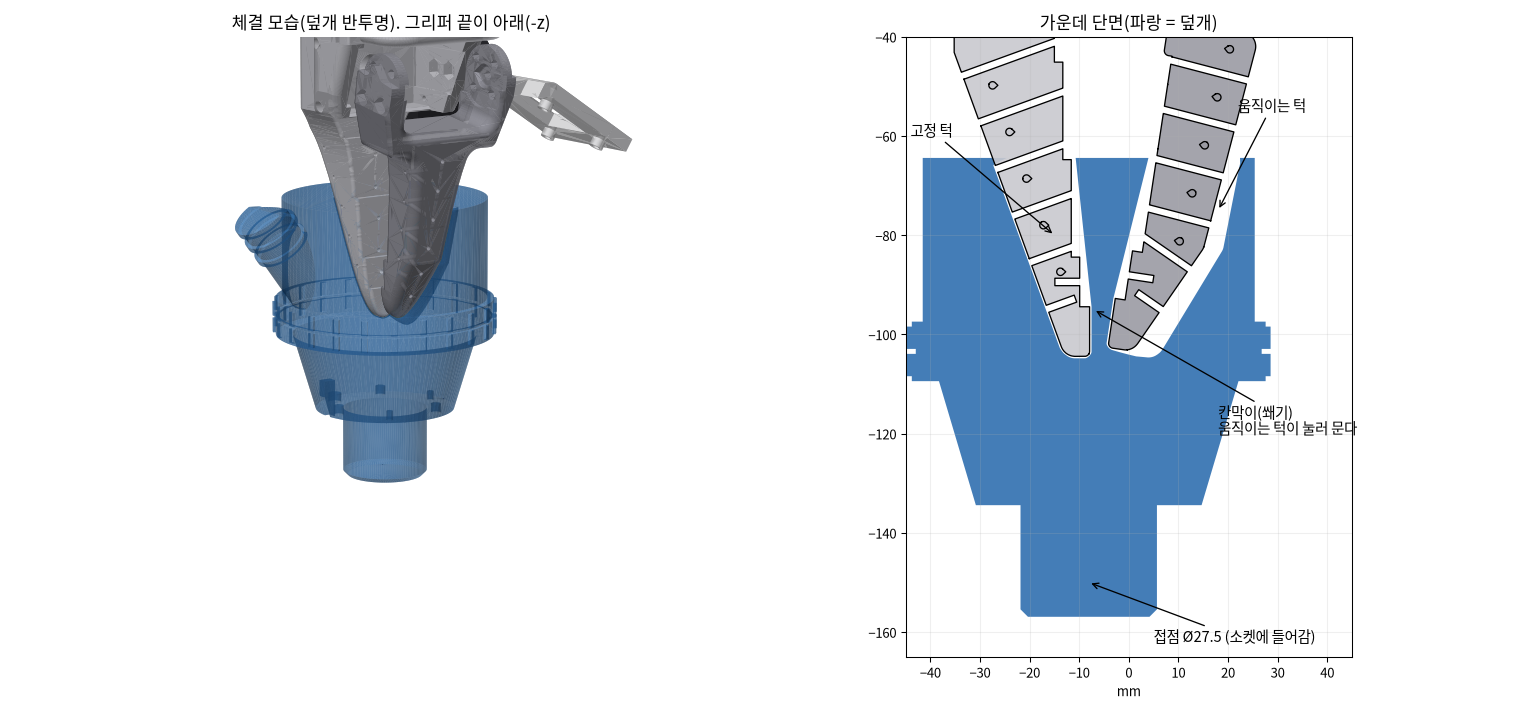 체결 모습(덮개 반투명). 그리퍼 끝이 아래(-z)
가운데 단면(파랑 = 덮개)
움직이는 턱
고정 턱
칸막이(쐐기)
움직이는 턱이 눌러 문다
접점 Ø27.5 (소켓에 들어감)
−40
−60
−80
−100
−120
−140
−160
−40 −30 −20 −10 0 10 20 30 40
mm